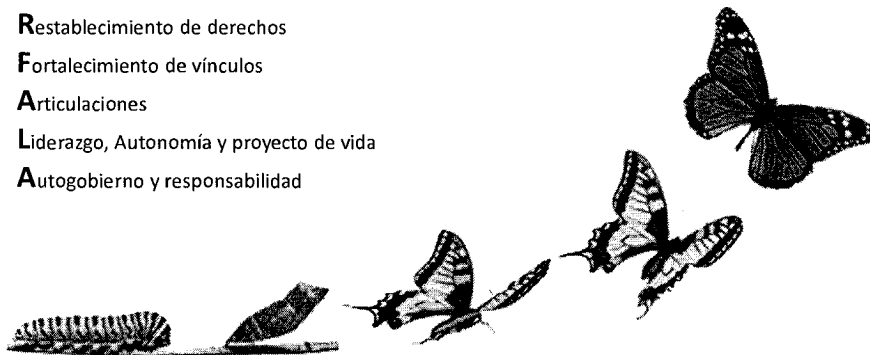 Restablecimiento de derechos
Fortalecimiento de vínculos
Articulaciones
Liderazgo, Autonomía y proyecto de vida
Autogobierno y responsabilidad